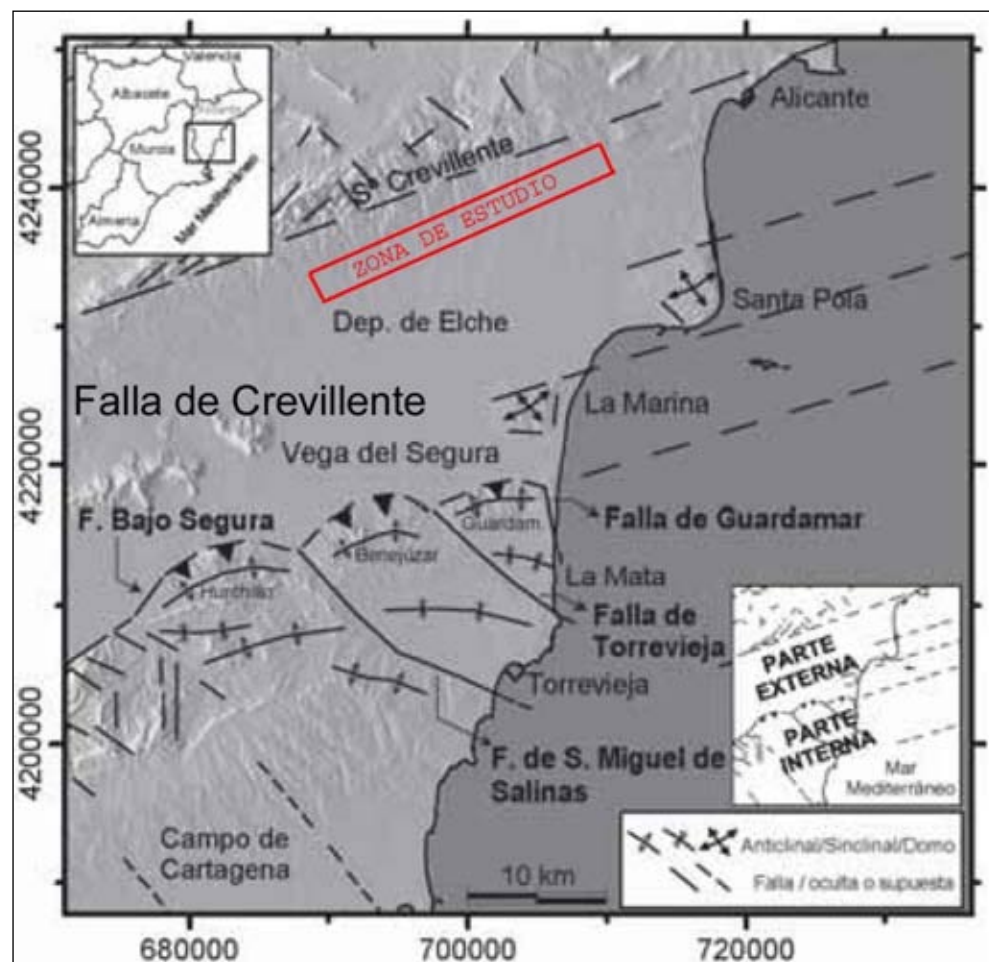 Valencia
Albacete
Alicante
Murcia
Almería
Mar Mediterráneo
Alicante
Sª Crevillente
ZONA DE ESTUDIO
Santa Pola
Dep. de Elche
Falla de Crevillente
La Marina
Vega del Segura
F. Bajo Segura
Guardam.
Falla de Guardamar
Benejúzar
Hurchillo
La Mata
Falla de
Torrevieja
Torrevieja
PARTE
EXTERNA
PARTE
INTERNA
Mar
Mediterráneo
F. de S. Miguel de
Salinas
Campo de
Cartagena
10 km
Anticlinal/Sinclinal/Domo
Falla / oculta o supuesta
4240000
4220000
4200000
680000
700000
720000